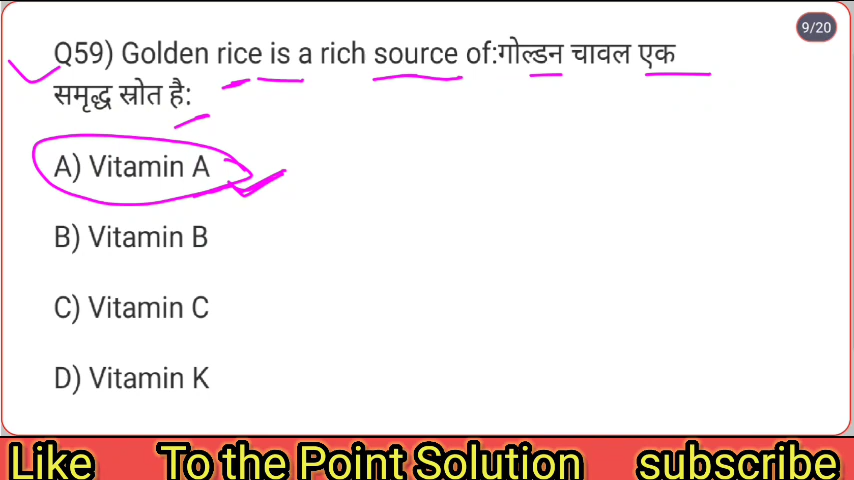 9/20
Q59) Golden rice is a rich source of:गोल्डन चावल एक
समृद्ध स्रोत है:
A) Vitamin A
B) Vitamin B
C) Vitamin C
D) Vitamin K
Like To the Point Solution subscribe